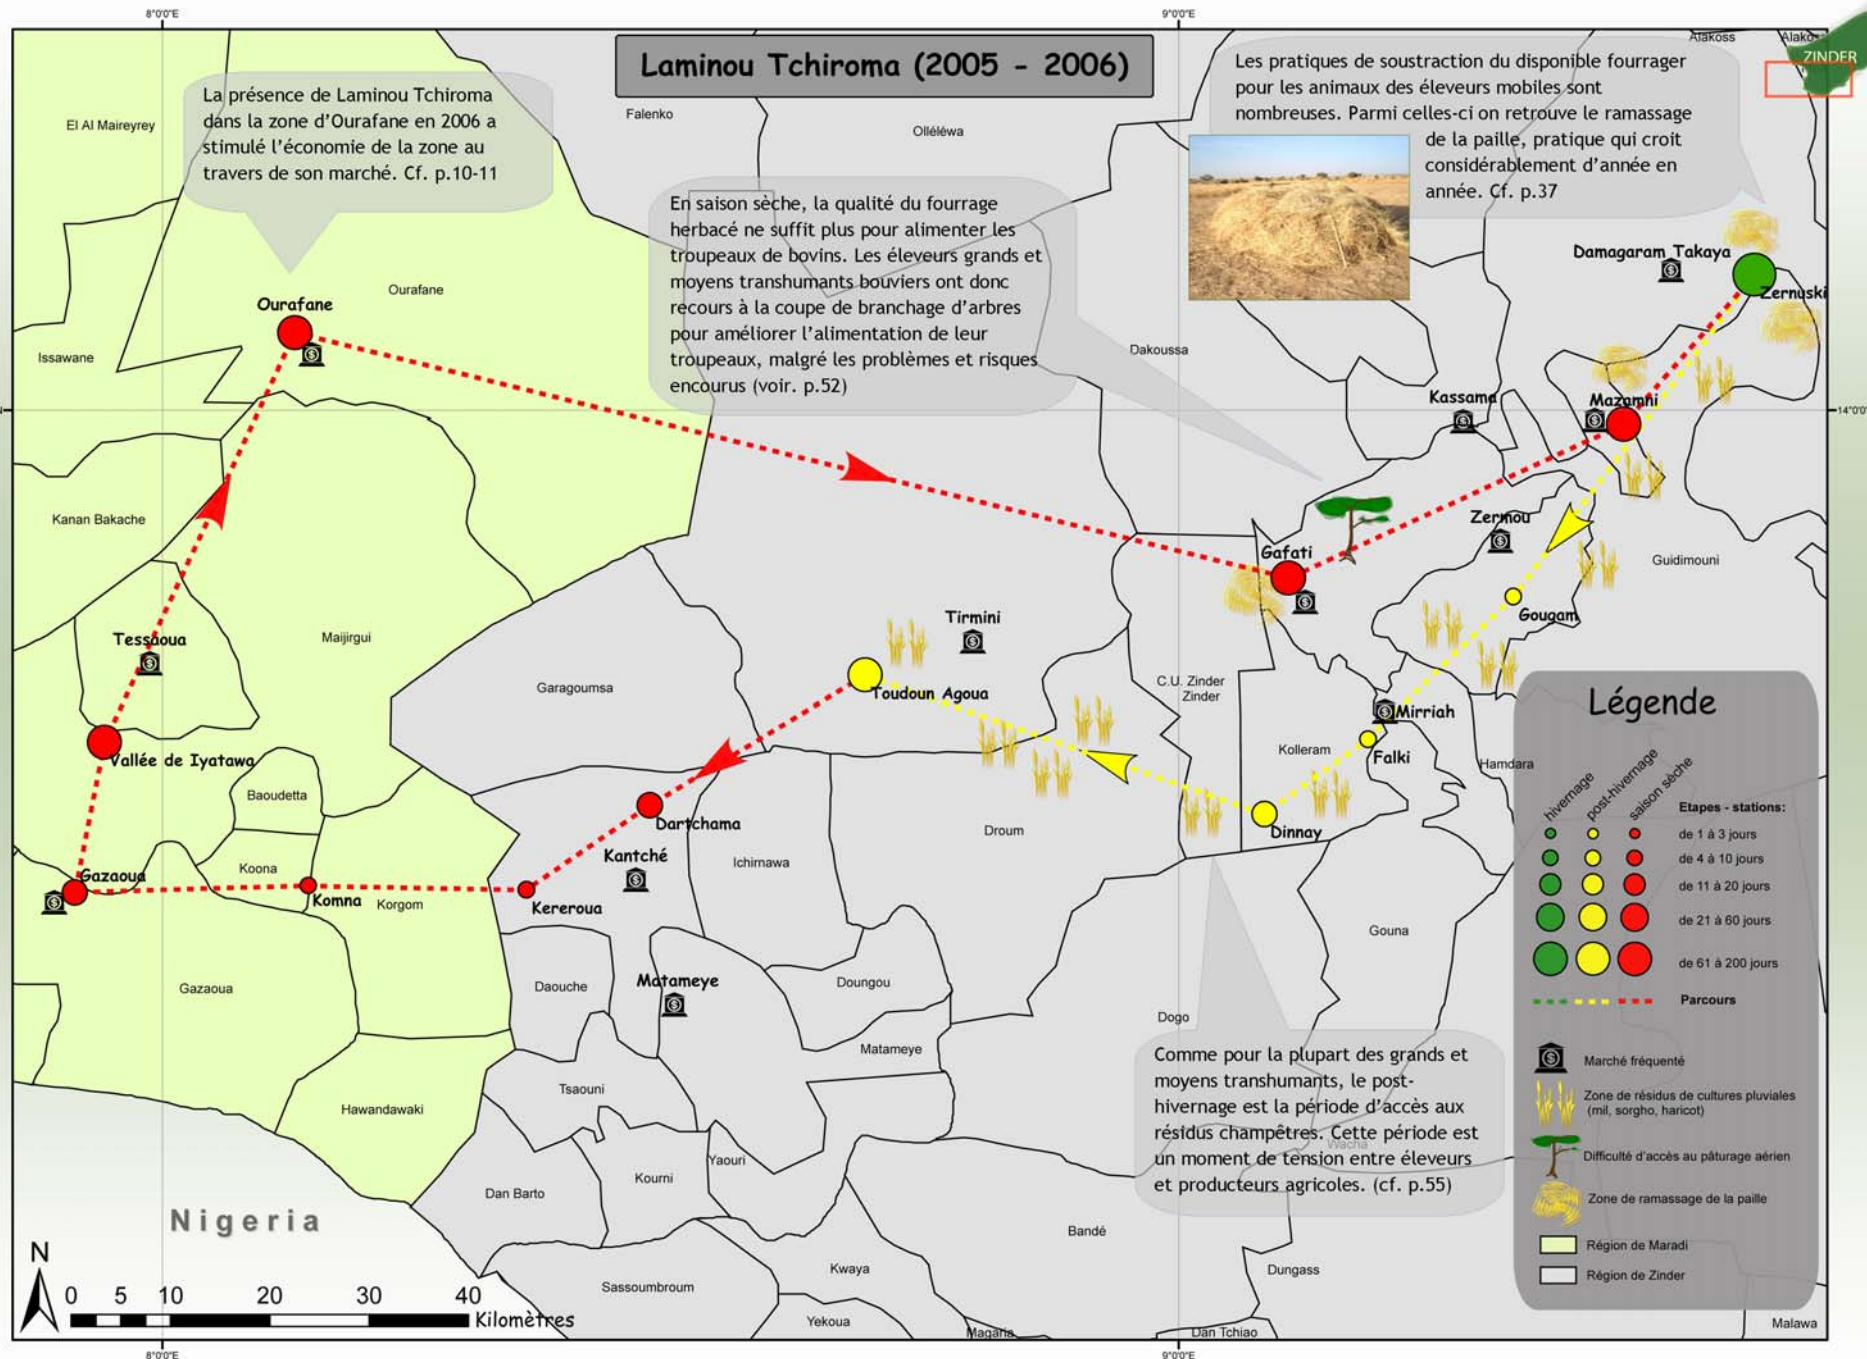 8°0'0"E
9°0'0"E
Laminou Tchiroma (2005 - 2006)
ZINDER
Alakoss
La présence de Laminou Tchiroma
dans la zone d'Ourafane en 2006 a
stimulé l'économie de la zone au
travers de son marché. Cf. p.10-11
Les pratiques de soustraction du disponible fourrager
pour les animaux des éleveurs mobiles sont
nombreuses. Parmi celles-ci on retrouve le ramassage
de la paille, pratique qui croit
considérablement d'année en
année. Cf. p.37
En saison sèche, la qualité du fourrage
herbacé ne suffit plus pour alimenter les
troupeaux de bovins. Les éleveurs grands et
moyens transhumants bouviers ont donc
recours à la coupe de branchage d'arbres
pour améliorer l'alimentation de leur
troupeaux, malgré les problèmes et risques
encourus (voir. p.52)
El Al Maireyrey
Falenko
Olléléwa
Damagaram Takaya
Zernuski
Ourafane
Ourafane
Issawane
Dakoussa
Kassama
Mazamni
14°0'0"
Kanan Bakache
Zermou
Gafati
Guidimouni
Gougam
Tirmini
Tessaoua
Maijirgui
Garagoumsa
Toudoun Agoua
C.U. Zinder
Zinder
Mirriah
Vallée de Iyatawa
Kolleram
Falki
Hamdara
Baoudetta
Dartchama
Droum
Dinnay
Kantché
Ichirnawa
Koona
Gazaoua
Komna
Korgom
Kereroua
Gouna
Gazaoua
Daouche
Matameye
Doungou
Dogo
Matameye
Tsaouni
Hawandawaki
Comme pour la plupart des grands et
moyens transhumants, le post-
hivernage est la période d'accès aux
résidus champêtres. Cette période est
un moment de tension entre éleveurs
et producteurs agricoles. (cf. p.55)
Wacha
Yaouri
Kourni
Dan Barto
Bandé
Nigeria
Kwaya
Dungass
Sassoumbroum
Yekoua
Magaria
Dan Tchiao
Malawa
N
0 5 10 20 30 40
Kilomètres
Légende
hivernage
post-hivernage
saison sèche
Etapes - stations:
de 1 à 3 jours
de 4 à 10 jours
de 11 à 20 jours
de 21 à 60 jours
de 61 à 200 jours
Parcours
Marché fréquenté
Zone de résidus de cultures pluviales
(mil, sorgho, haricot)
Difficulté d'accès au pâturage aérien
Zone de ramassage de la paille
Région de Maradi
Région de Zinder
8°0'0"E
9°0'0"E